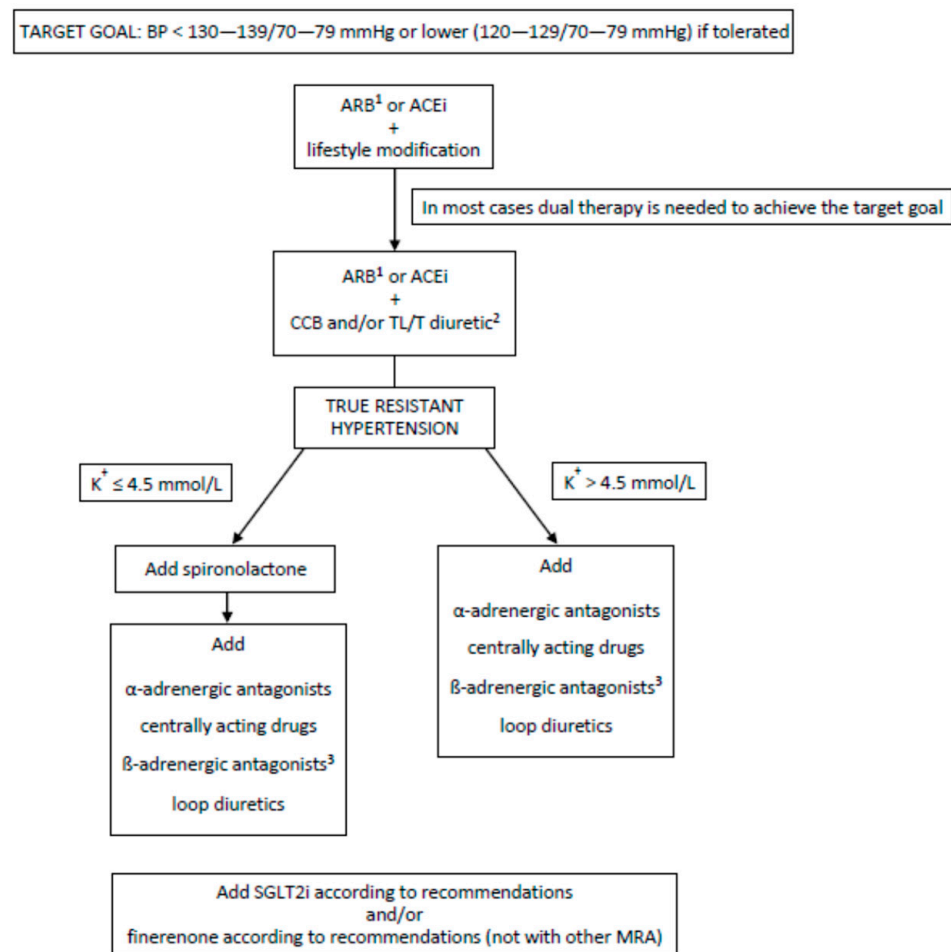 TARGET GOAL: BP < 130—139/70—79 mmHg or lower (120—129/70—79 mmHg) if tolerated
ARB¹ or ACEi
+
lifestyle modification
In most cases dual therapy is needed to achieve the target goal
ARB¹ or ACEi
+
CCB and/or TL/T diuretic²
TRUE RESISTANT
HYPERTENSION
K⁺ ≤ 4.5 mmol/L
K⁺ > 4.5 mmol/L
Add spironolactone
Add
α-adrenergic antagonists
centrally acting drugs
ß-adrenergic antagonists³
loop diuretics
Add
α-adrenergic antagonists
centrally acting drugs
ß-adrenergic antagonists³
loop diuretics
Add SGLT2i according to recommendations
and/or
finerenone according to recommendations (not with other MRA)